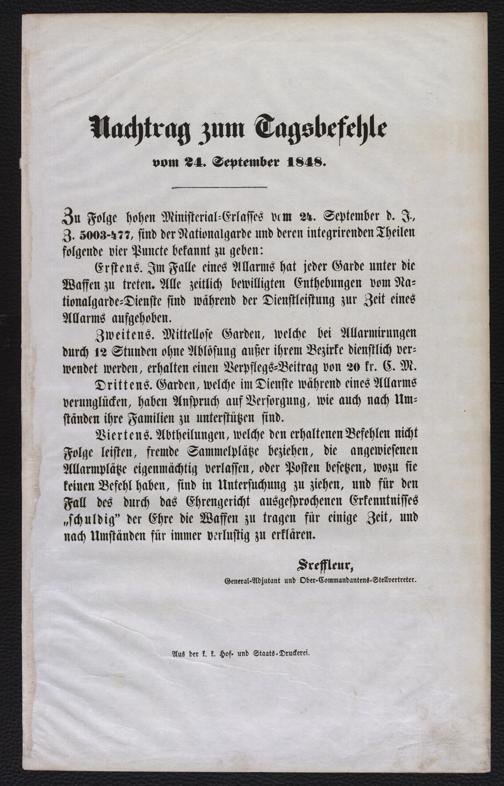 Nachtrag zum Tagsbefehle
vom 24. September 1848.
Zu Folge hohen Ministerial-Erlasses vom 24. September d. J.,
Z. 5003-477, sind der Nationalgarde und deren integrirenden Theilen
folgende vier Puncte bekannt zu geben:
Erstens. Im Falle eines Allarms hat jeder Garde unter die
Waffen zu treten. Alle zeitlich bewilligten Enthebungen vom Na-
tionalgarde-Dienste sind während der Dienstleistung zur Zeit eines
Allarms aufgehoben.
Zweitens. Mittellose Garden, welche bei Allarmirungen
durch 12 Stunden ohne Ablösung außer ihrem Bezirke dienstlich ver-
wendet werden, erhalten einen Verpflegs-Beitrag von 20 kr. C. M.
Drittens. Garden, welche im Dienste während eines Allarms
verunglücken, haben Anspruch auf Versorgung, wie auch nach Um-
ständen ihre Familien zu unterstützen sind.
Viertens. Abtheilungen, welche den erhaltenen Befehlen nicht
Folge leisten, fremde Sammelplätze beziehen, die angewiesenen
Allarmplätze eigenmächtig verlassen, oder Posten besetzen, wozu sie
keinen Befehl haben, sind in Untersuchung zu ziehen, und für den
Fall des durch das Ehrengericht ausgesprochenen Erkenntnisses
„schuldig" der Ehre die Waffen zu tragen für einige Zeit, und
nach Umständen für immer verlustig zu erklären.
Sreffleur,
General-Adjutant und Ober-Commandantens-Stellvertreter.
Aus der k. k. Hof- und Staats-Druckerei.